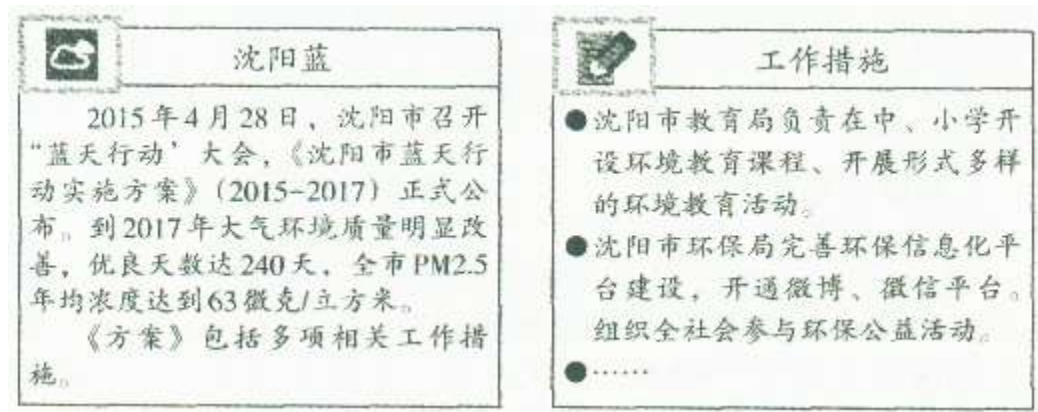 沈阳蓝
2015年4月28日，沈阳市召开
“蓝天行动’大会，《沈阳市蓝天行
动实施方案》（2015-2017）正式公
布。到2017年大气环境质量明显改
善，优良天数达240天，全市PM2.5
年均浓度达到63微克/立方米。
《方案》包括多项相关工作措
施。
工作措施
●沈阳市教育局负责在中、小学开
设环境教育课程、开展形式多样
的环境教育活动。
●沈阳市环保局完善环保信息化平
台建设，开通微博、微信平台。
组织全社会参与环保公益活动。
●……